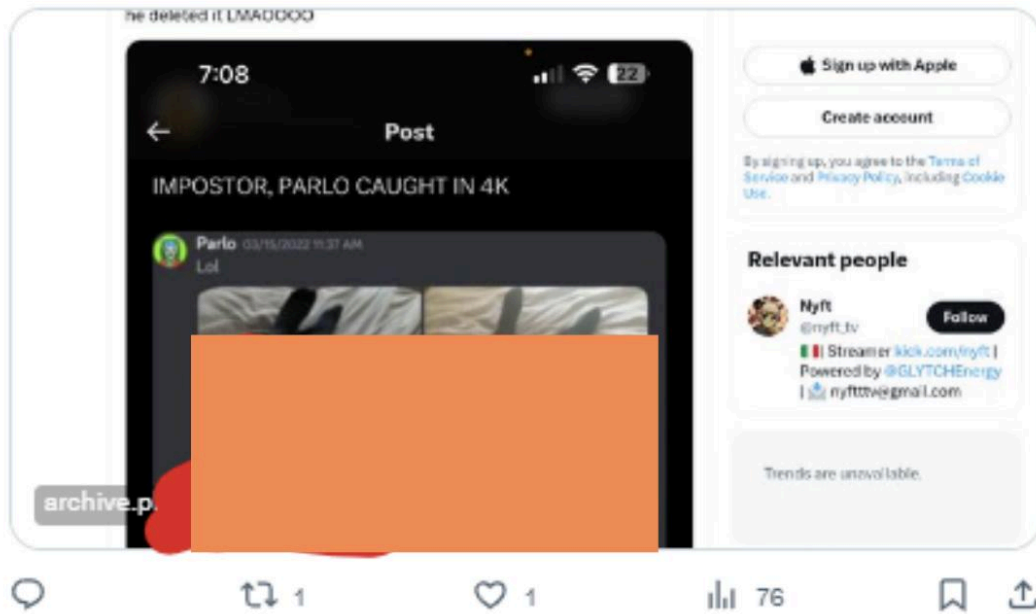 he deleted it LMAOOOO
7:08
22
Post
IMPOSTOR, PARLO CAUGHT IN 4K
Parlo 03/15/2022 11:37 AM
Lol
archive.p.
Sign up with Apple
Create account
By signing up, you agree to the Terms of
Service and Privacy Policy, including Cookie
Use.
Relevant people
Nyft
@nyft_tv
Follow
Streamer kick.com/nyft |
Powered by @GLYTCHEnergy
| nyftttv@gmail.com
Trends are unavailable.
1
1
76